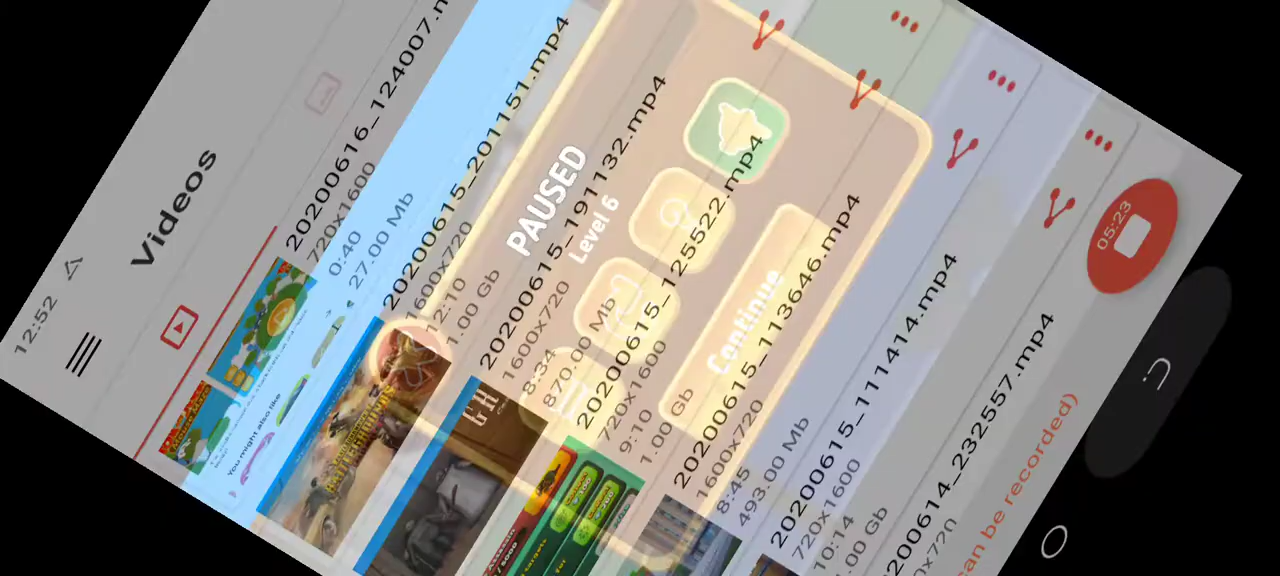 12:52
Videos
20200616_124007.m
720x1600
0:40
27.00 Mb
You might also like
20200615_201151.mp4
1600x720
12:10
1.00 Gb
20200615_191132.mp4
1600x720
8:34
870.00 Mb
20200615_125522.mp4
720x1600
9:10
1.00 Gb
20200615_113646.mp4
1600x720
8:45
493.00 Mb
20200615_111414.mp4
720x1600
10:14
.00 Gb
20200614_232557.mp4
0x720
can be recorded)
05:23
PAUSED
Level 6
Continue